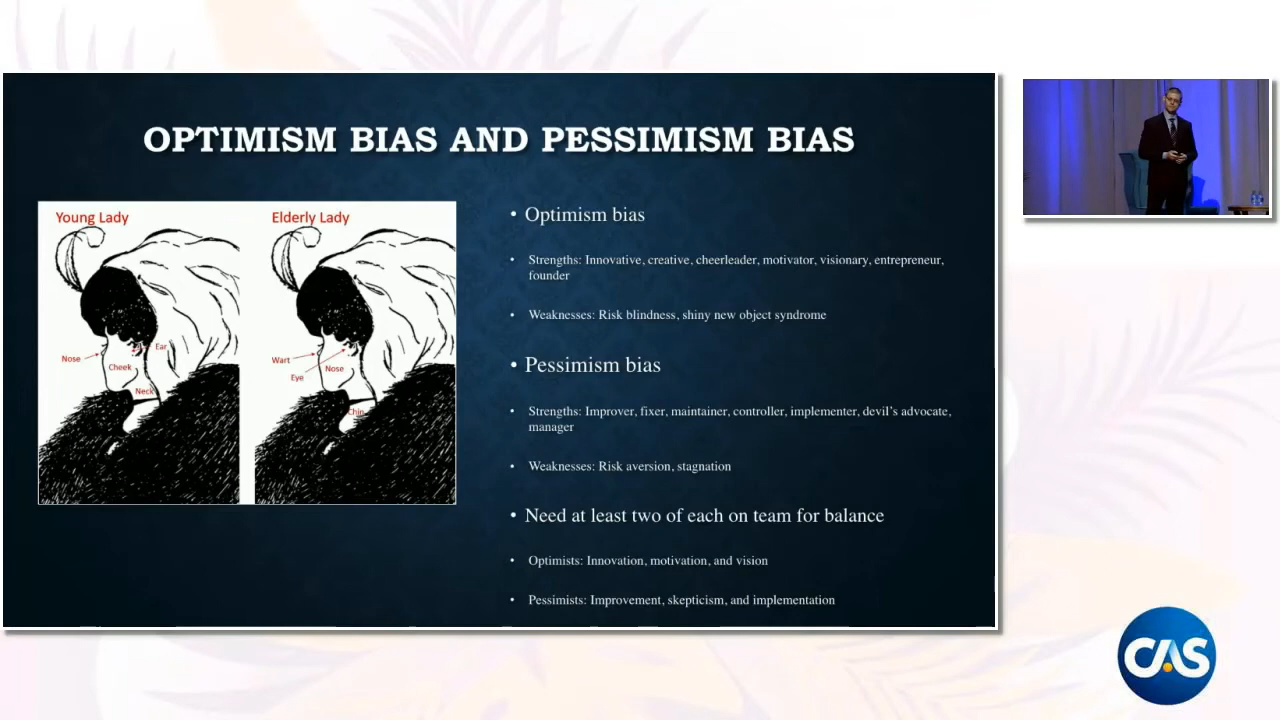 OPTIMISM BIAS AND PESSIMISM BIAS
Young Lady
Nose
Ear
Cheek
Neck
Elderly Lady
Wart
Eye
Nose
Chin
• Optimism bias
• Strengths: Innovative, creative, cheerleader, motivator, visionary, entrepreneur,
founder
• Weaknesses: Risk blindness, shiny new object syndrome
• Pessimism bias
• Strengths: Improver, fixer, maintainer, controller, implementer, devil's advocate,
manager
• Weaknesses: Risk aversion, stagnation
• Need at least two of each on team for balance
• Optimists: Innovation, motivation, and vision
• Pessimists: Improvement, skepticism, and implementation
CAS